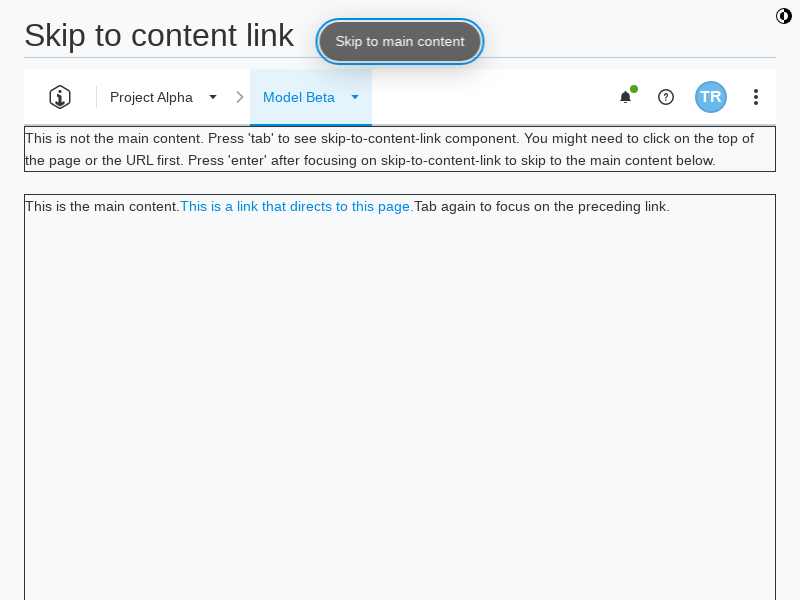 Skip to content link
Skip to main content
Project Alpha
Model Beta
TR
This is not the main content. Press 'tab' to see skip-to-content-link component. You might need to click on the top of
the page or the URL first. Press 'enter' after focusing on skip-to-content-link to skip to the main content below.
This is the main content.This is a link that directs to this page.Tab again to focus on the preceding link.